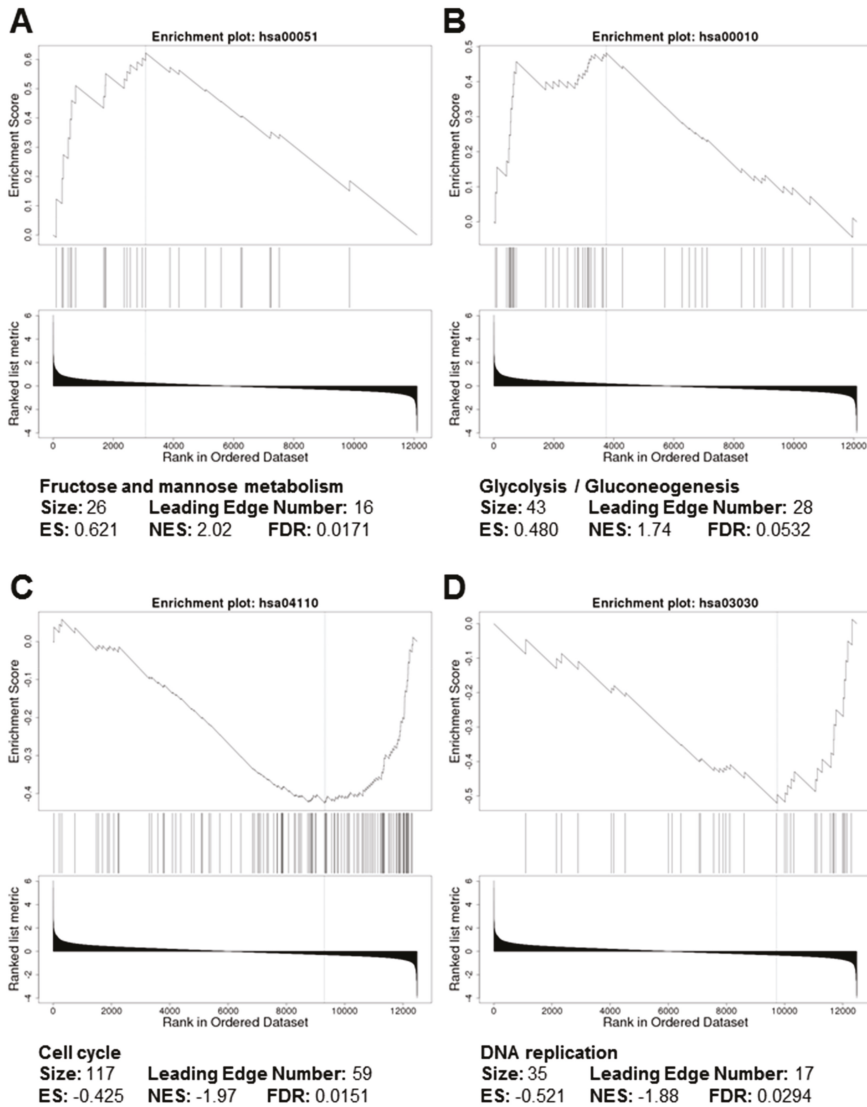 A
Enrichment plot: hsa00051
Enrichment Score
0.0 0.1 0.2 0.3 0.4 0.5 0.6
Ranked list metric
-4 -2 0 2 4 6
0 2000 4000 6000 8000 10000 12000
Rank in Ordered Dataset
Fructose and mannose metabolism
Size: 26 Leading Edge Number: 16
ES: 0.621 NES: 2.02 FDR: 0.0171
B
Enrichment plot: hsa00010
Enrichment Score
0.0 0.1 0.2 0.3 0.4 0.5
Ranked list metric
-4 -2 0 2 4 6
0 2000 4000 6000 8000 10000 12000
Rank in Ordered Dataset
Glycolysis / Gluconeogenesis
Size: 43 Leading Edge Number: 28
ES: 0.480 NES: 1.74 FDR: 0.0532
C
Enrichment plot: hsa04110
Enrichment Score
-0.4 -0.3 -0.2 -0.1 0.0
Ranked list metric
-4 -2 0 2 4 6
0 2000 4000 6000 8000 10000 12000
Rank in Ordered Dataset
Cell cycle
Size: 117 Leading Edge Number: 59
ES: -0.425 NES: -1.97 FDR: 0.0151
D
Enrichment plot: hsa03030
Enrichment Score
-0.5 -0.4 -0.3 -0.2 -0.1 0.0
Ranked list metric
-4 -2 0 2 4 6
0 2000 4000 6000 8000 10000 12000
Rank in Ordered Dataset
DNA replication
Size: 35 Leading Edge Number: 17
ES: -0.521 NES: -1.88 FDR: 0.0294